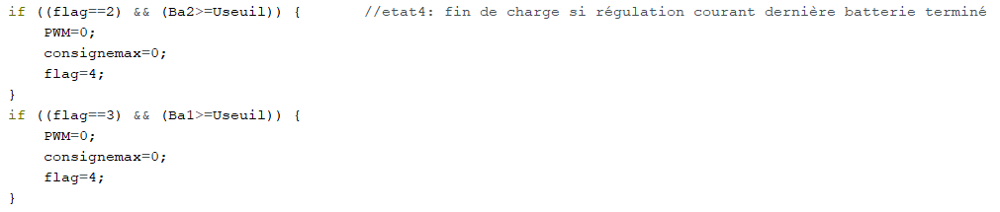 if ((flag==2) && (Ba2>=Useuil)) {        //etat4: fin de charge si régulation courant dernière batterie terminé
    PWM=0;
    consignemax=0;
    flag=4;
}
if ((flag==3) && (Ba1>=Useuil)) {
    PWM=0;
    consignemax=0;
    flag=4;
}